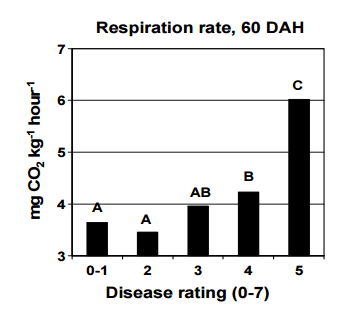 Respiration rate, 60 DAH
mg CO₂ kg⁻¹ hour⁻¹
7
6
5
4
3
A
A
AB
B
C
0-1 2 3 4 5
Disease rating (0-7)